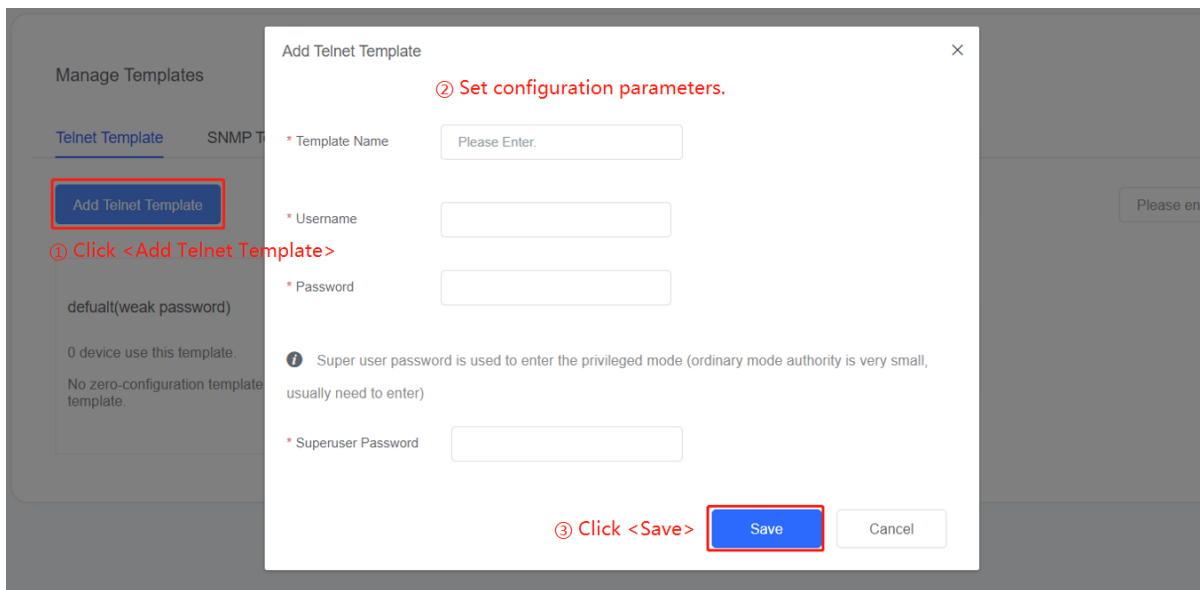 Add Telnet Template
Manage Templates
② Set configuration parameters.
Telnet Template
SNMP T
* Template Name
Please Enter.
Add Telnet Template
Please en
* Username
① Click <Add Telnet Template>
* Password
defualt(weak password)
0 device use this template.
Super user password is used to enter the privileged mode (ordinary mode authority is very small,
usually need to enter)
No zero-configuration template
template.
* Superuser Password
③ Click <Save>
Save
Cancel